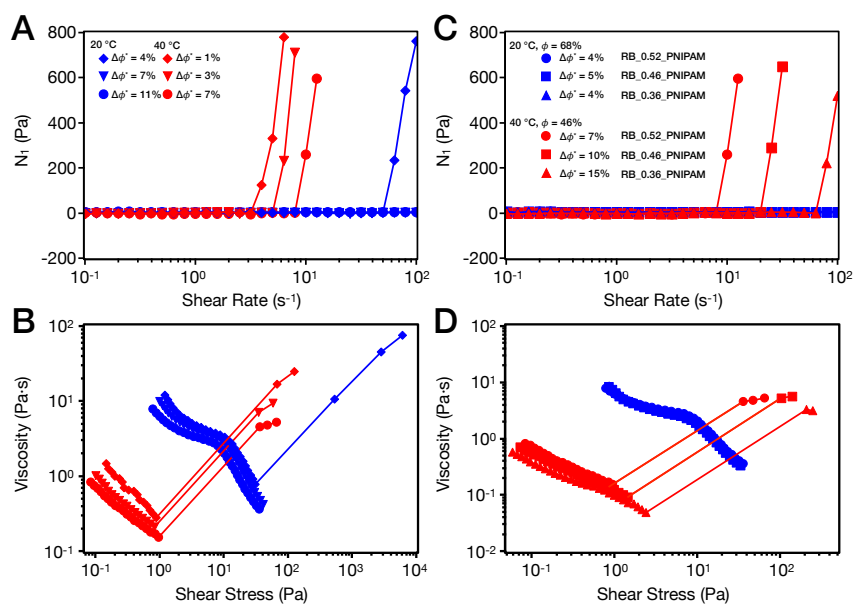 A
20 °C 40 °C
Δϕ* = 4% Δϕ* = 1%
Δϕ* = 7% Δϕ* = 3%
Δϕ* = 11% Δϕ* = 7%
800
600
400
200
0
-200
N₁ (Pa)
10⁻¹ 10⁰ 10¹ 10²
Shear Rate (s⁻¹)
C
20 °C, ϕ = 68%
Δϕ* = 4% RB_0.52_PNIPAM
Δϕ* = 5% RB_0.46_PNIPAM
Δϕ* = 4% RB_0.36_PNIPAM
40 °C, ϕ = 46%
Δϕ* = 7% RB_0.52_PNIPAM
Δϕ* = 10% RB_0.46_PNIPAM
Δϕ* = 15% RB_0.36_PNIPAM
800
600
400
200
0
-200
N₁ (Pa)
10⁻¹ 10⁰ 10¹ 10²
Shear Rate (s⁻¹)
B
10²
10¹
10⁰
10⁻¹
Viscosity (Pa·s)
10⁻¹ 10⁰ 10¹ 10² 10³ 10⁴
Shear Stress (Pa)
D
10²
10¹
10⁰
10⁻¹
10⁻²
Viscosity (Pa·s)
10⁻¹ 10⁰ 10¹ 10²
Shear Stress (Pa)